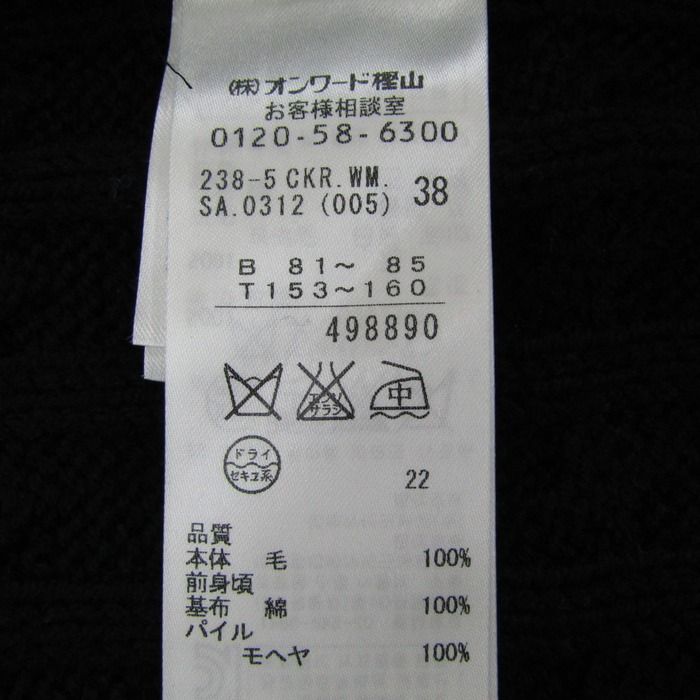 ㈱オンワード樫山
お客様相談室
0120-58-6300
238-5 CKR.WM. 38
SA.0312 (005)
B 81～ 85
T 153～160
498890
エンソ
サラシ
中
ドライ
セキユ系
22
品質
本体 毛 100%
前身頃
基布 綿 100%
パイル
モヘヤ 100%